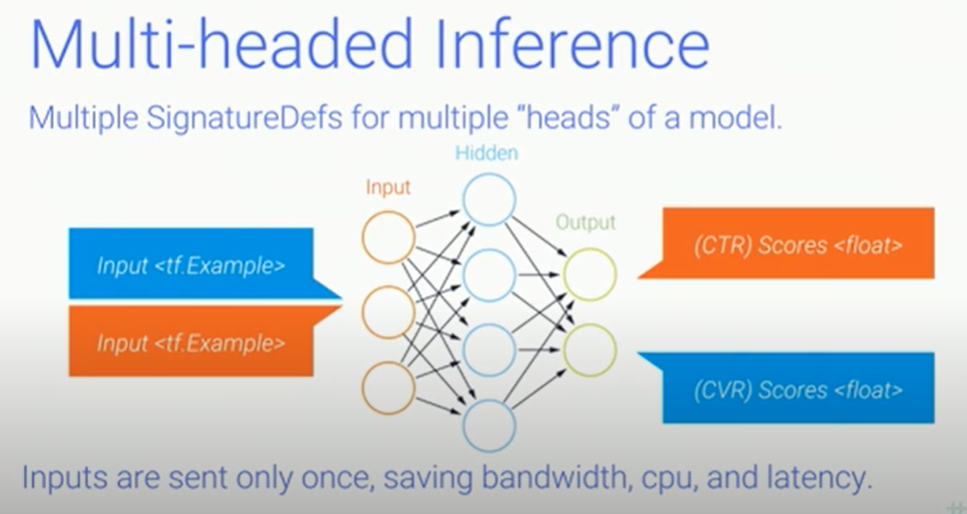 Multi-headed Inference
Multiple SignatureDefs for multiple “heads” of a model.
Hidden
Input
Output
Input <tf.Example>
(CTR) Scores <float>
Input <tf.Example>
(CVR) Scores <float>
Inputs are sent only once, saving bandwidth, cpu, and latency.